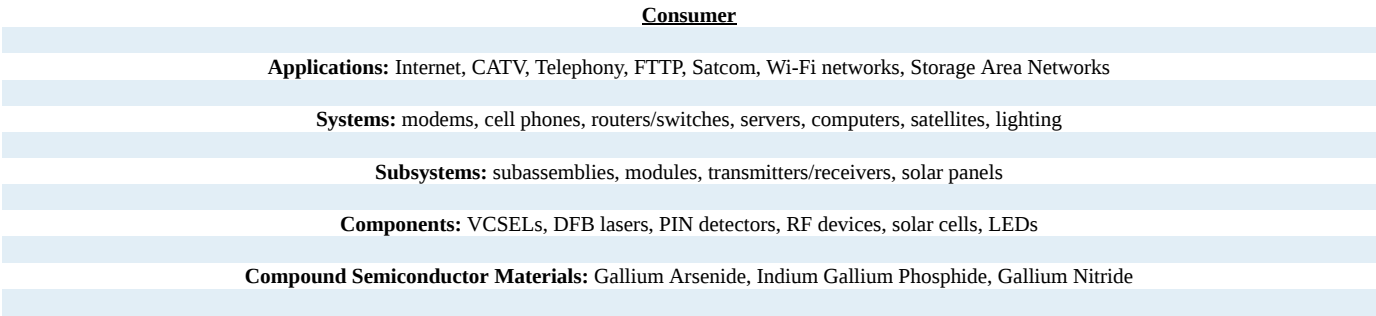 Consumer
Applications: Internet, CATV, Telephony, FTTP, Satcom, Wi-Fi networks, Storage Area Networks
Systems: modems, cell phones, routers/switches, servers, computers, satellites, lighting
Subsystems: subassemblies, modules, transmitters/receivers, solar panels
Components: VCSELs, DFB lasers, PIN detectors, RF devices, solar cells, LEDs
Compound Semiconductor Materials: Gallium Arsenide, Indium Gallium Phosphide, Gallium Nitride